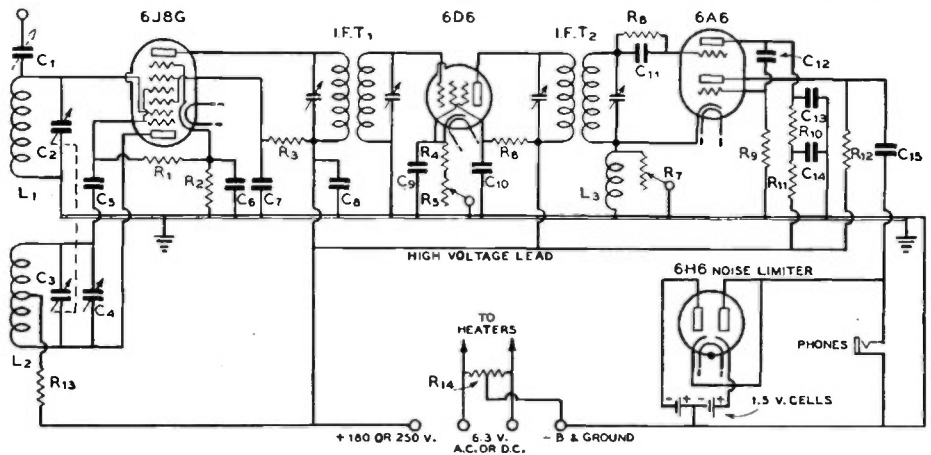 6J8G
6D6
6A6
I.F.T1
I.F.T2
C1
C2
L1
C5
R1
R2
C6
C7
R3
C8
C9
R4
R5
C10
R6
R8
C11
L3
R7
C12
R9
C13
R10
C14
R11
R12
C15
HIGH VOLTAGE LEAD
C3
C4
L2
R13
TO
HEATERS
R14
6H6 NOISE LIMITER
PHONES
- + - +
1.5 V. CELLS
+ 180 OR 250 V.
6.3 V.
A.C. OR D.C.
- B & GROUND